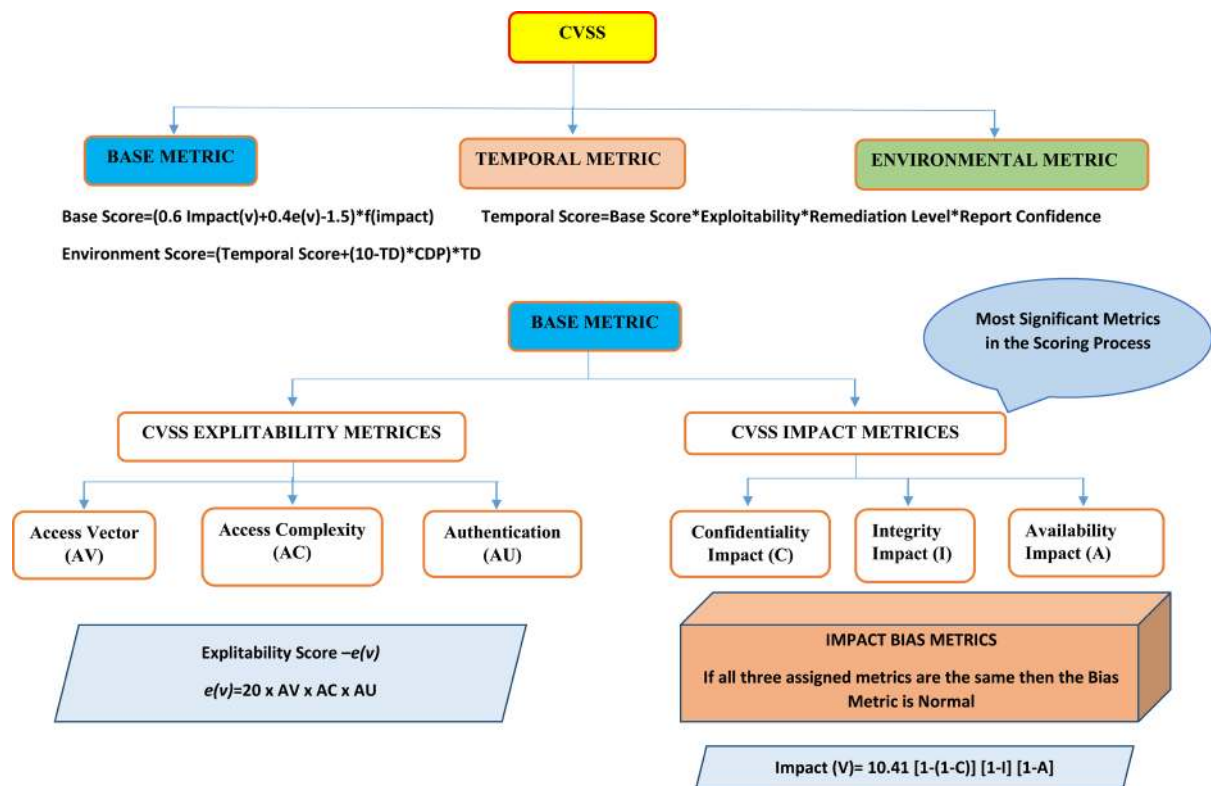 CVSS
BASE METRIC
TEMPORAL METRIC
ENVIRONMENTAL METRIC
Base Score=(0.6 Impact(v)+0.4e(v)-1.5)*f(impact)
Temporal Score=Base Score*Exploitability*Remediation Level*Report Confidence
Environment Score=(Temporal Score+(10-TD)*CDP)*TD
BASE METRIC
Most Significant Metrics
in the Scoring Process
CVSS EXPLITABILITY METRICES
CVSS IMPACT METRICES
Access Vector
(AV)
Access Complexity
(AC)
Authentication
(AU)
Confidentiality
Impact (C)
Integrity
Impact (I)
Availability
Impact (A)
Explitability Score –e(v)
e(v)=20 x AV x AC x AU
IMPACT BIAS METRICS
If all three assigned metrics are the same then the Bias
Metric is Normal
Impact (V)= 10.41 [1-(1-C)] [1-I] [1-A]